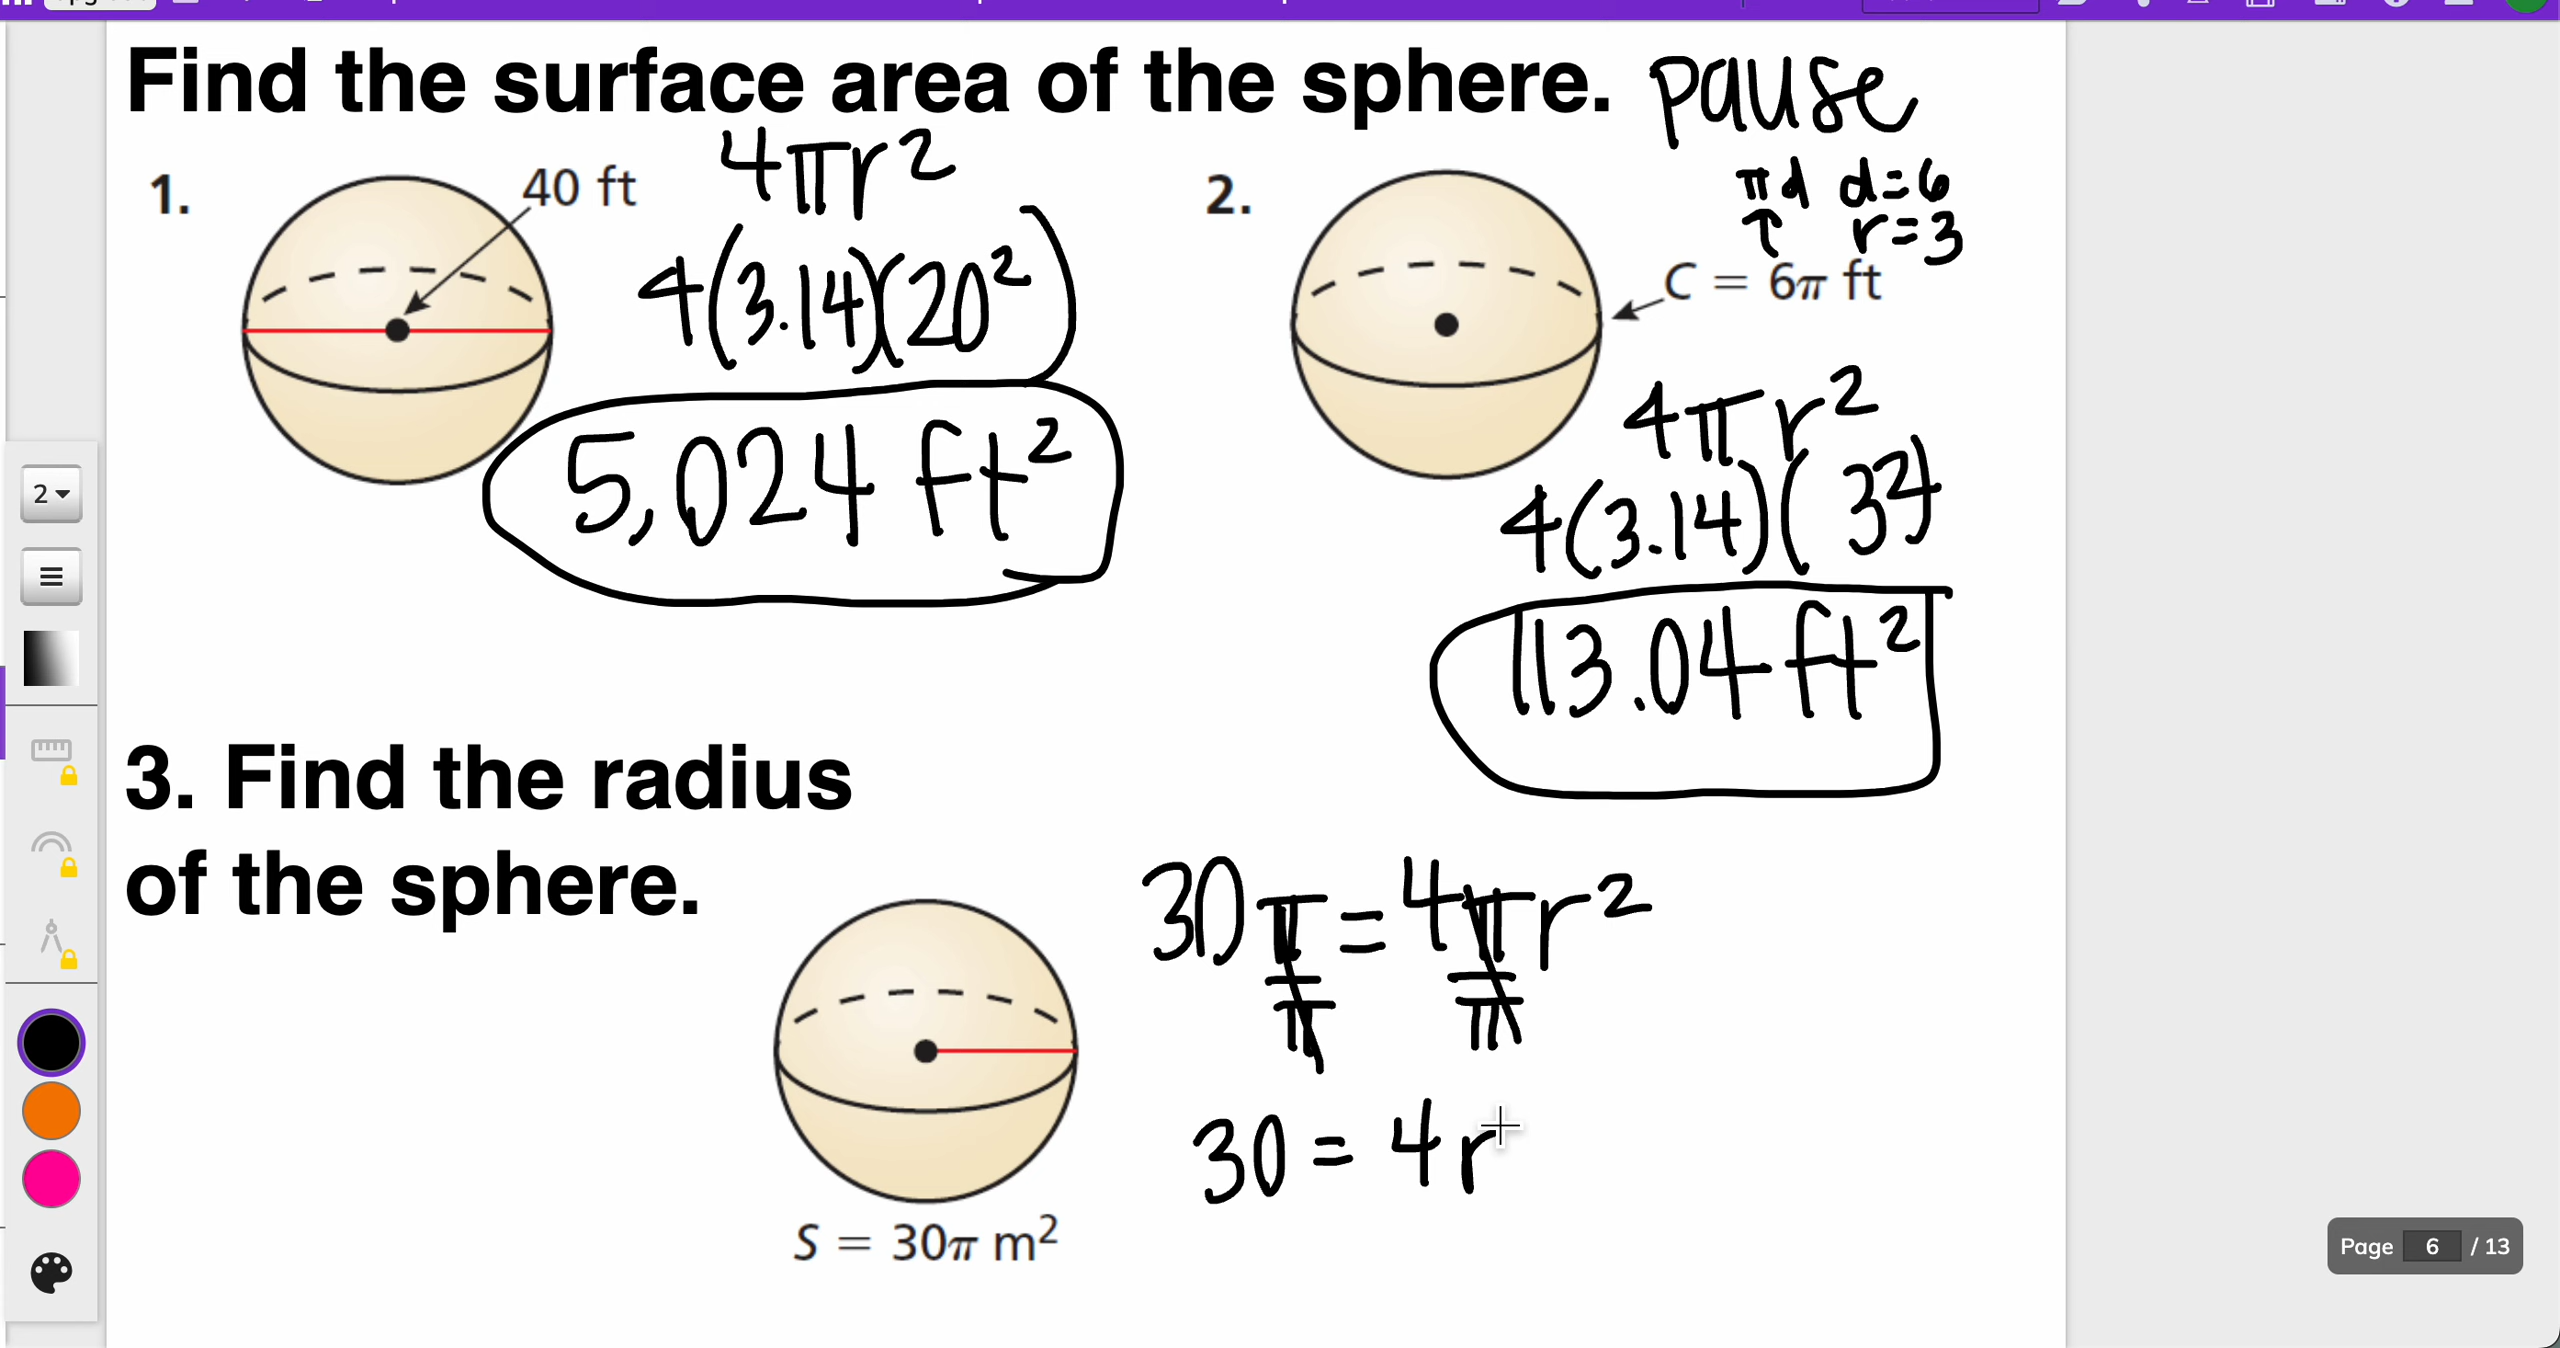 Find the surface area of the sphere. pause
1.
40 ft
4πr²
4(3.14)(20²)
5,024 ft²
2.
πd d=6
↑ r=3
C = 6π ft
4πr²
4(3.14)(3²)
113.04 ft²
3. Find the radius
of the sphere.
30π = 4πr²
π π
30 = 4r
S = 30π m²
2
Page 6 / 13